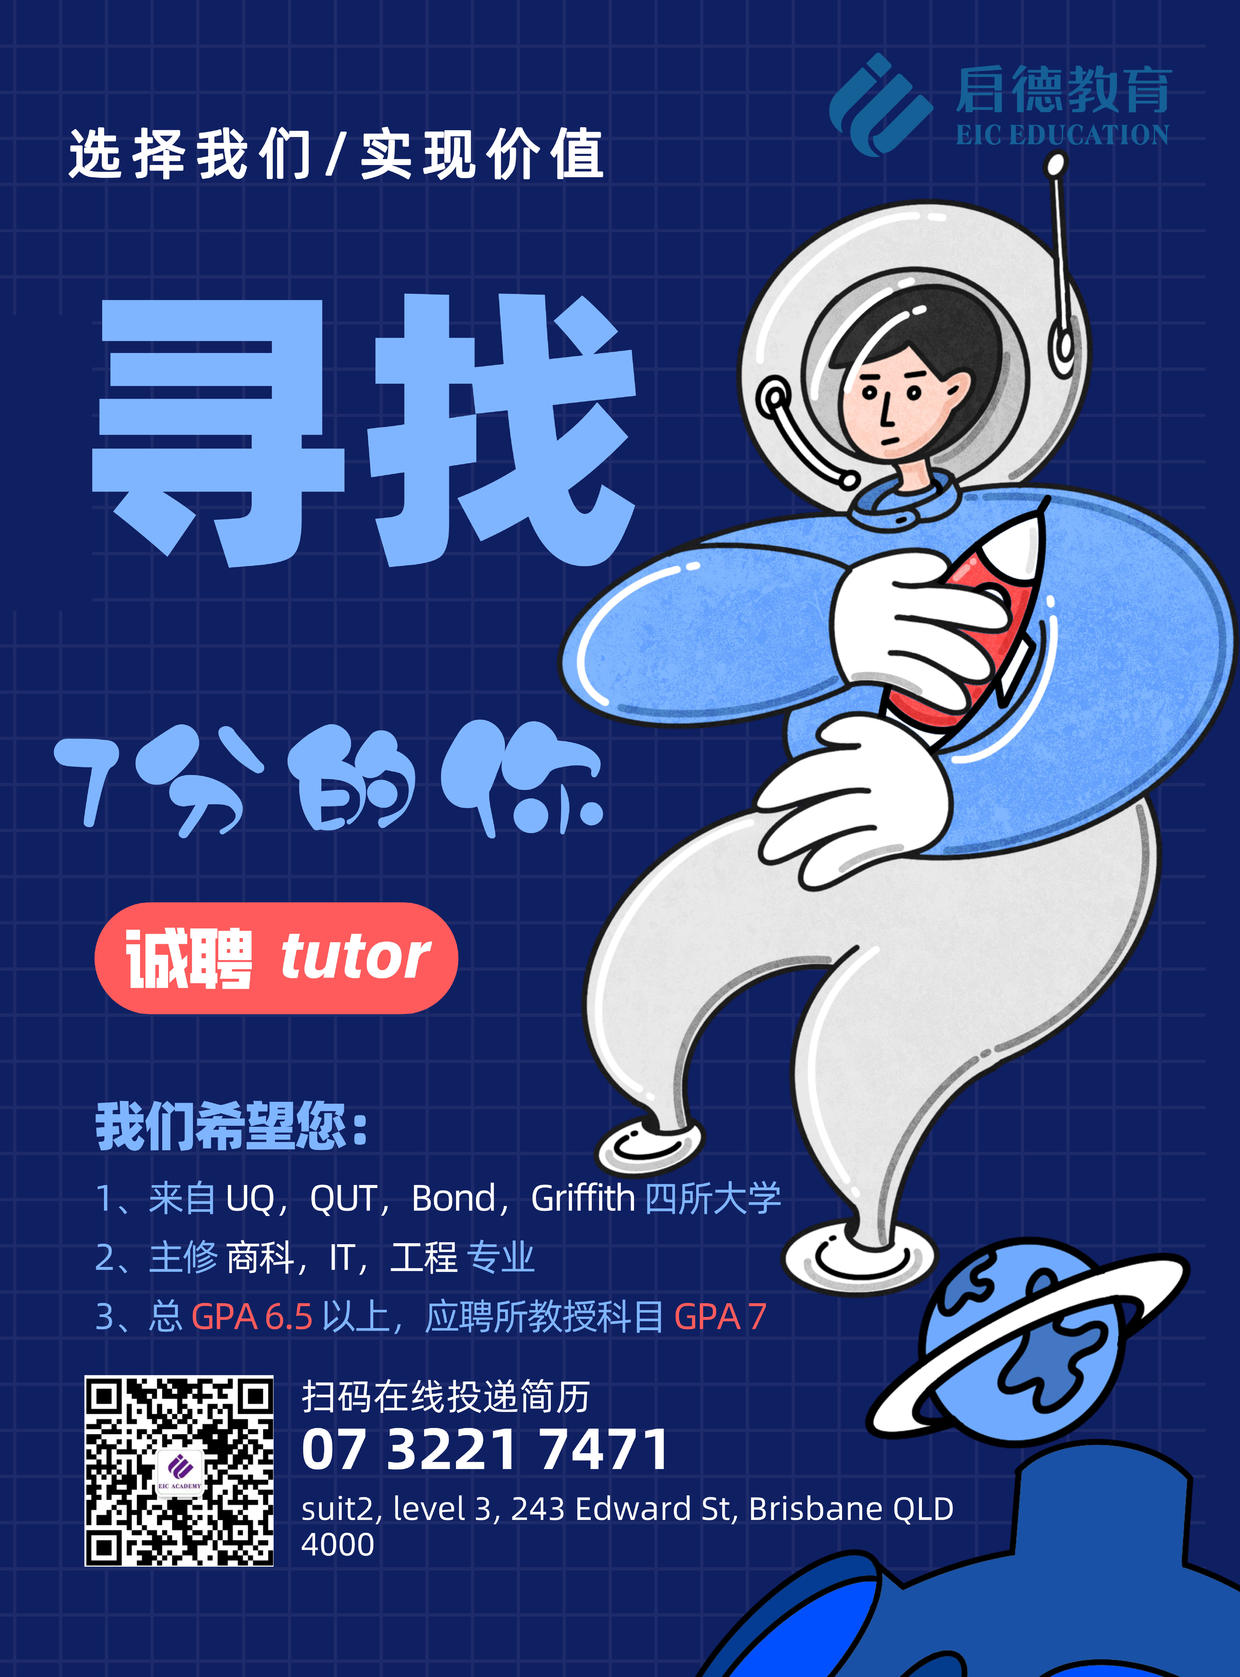 启德教育
EIC EDUCATION
选择我们/实现价值
寻找
7分的你
诚聘 tutor
我们希望您：
1、来自 UQ，QUT，Bond，Griffith 四所大学
2、主修 商科，IT，工程 专业
3、总 GPA 6.5 以上，应聘所教授科目 GPA 7
EIC ACADEMY
扫码在线投递简历
07 3221 7471
suit2, level 3, 243 Edward St, Brisbane QLD
4000